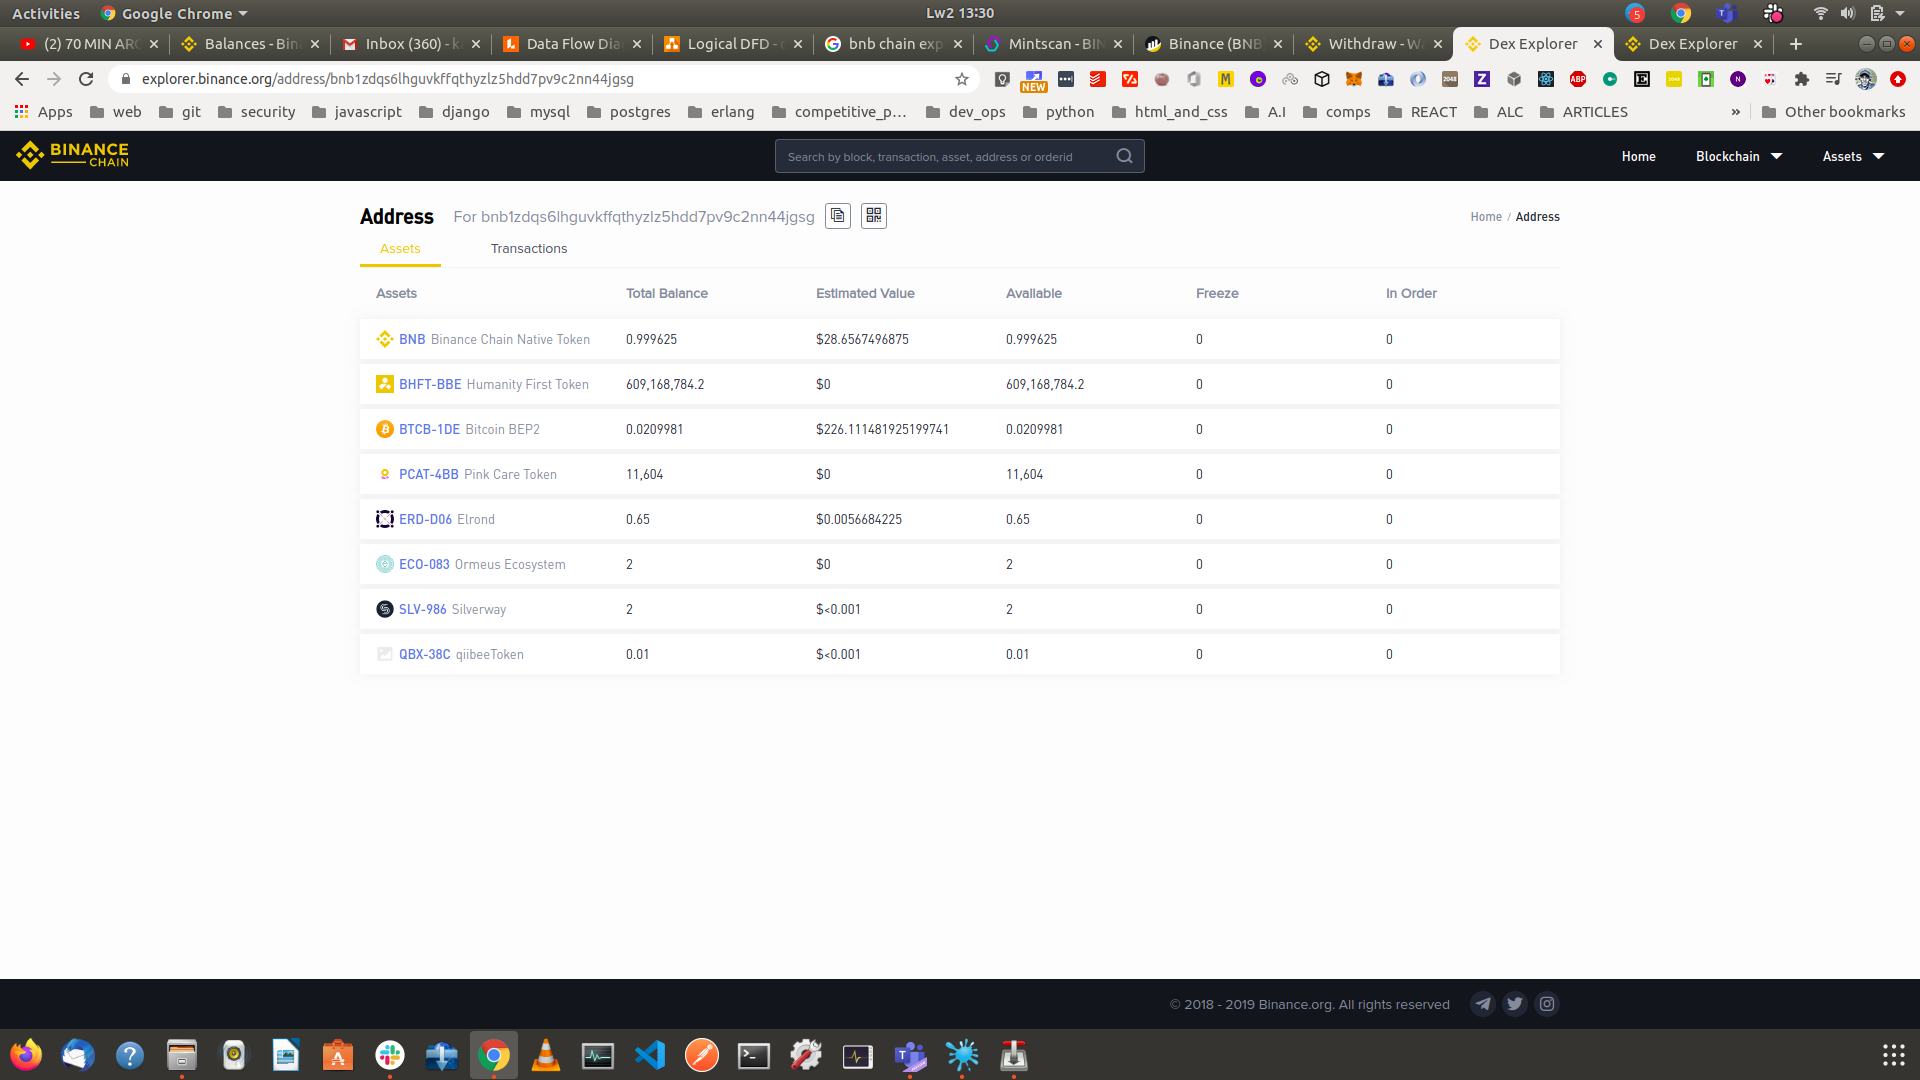 Activities Google Chrome Lw2 13:30
(2) 70 MIN ARC Balances - Bin Inbox (360) - k Data Flow Dia Logical DFD - bnb chain exp Mintscan - BIN Binance (BNB) Withdraw - W Dex Explorer Dex Explorer
explorer.binance.org/address/bnb1zdqs6lhguvkffqthyzlz5hdd7pv9c2nn44jgsg NEW
Apps web git security javascript django mysql postgres erlang competitive_p... dev_ops python html_and_css A.I comps REACT ALC ARTICLES » Other bookmarks
BINANCE
CHAIN
Search by block, transaction, asset, address or orderid
Home Blockchain Assets
Address For bnb1zdqs6lhguvkffqthyzlz5hdd7pv9c2nn44jgsg Home / Address
Assets Transactions
Assets Total Balance Estimated Value Available Freeze In Order
BNB Binance Chain Native Token 0.999625 $28.6567496875 0.999625 0 0
BHFT-BBE Humanity First Token 609,168,784.2 $0 609,168,784.2 0 0
BTCB-1DE Bitcoin BEP2 0.0209981 $226.111481925199741 0.0209981 0 0
PCAT-4BB Pink Care Token 11,604 $0 11,604 0 0
ERD-D06 Elrond 0.65 $0.0056684225 0.65 0 0
ECO-083 Ormeus Ecosystem 2 $0 2 0 0
SLV-986 Silverway 2 $<0.001 2 0 0
QBX-38C qiibeeToken 0.01 $<0.001 0.01 0 0
© 2018 - 2019 Binance.org. All rights reserved